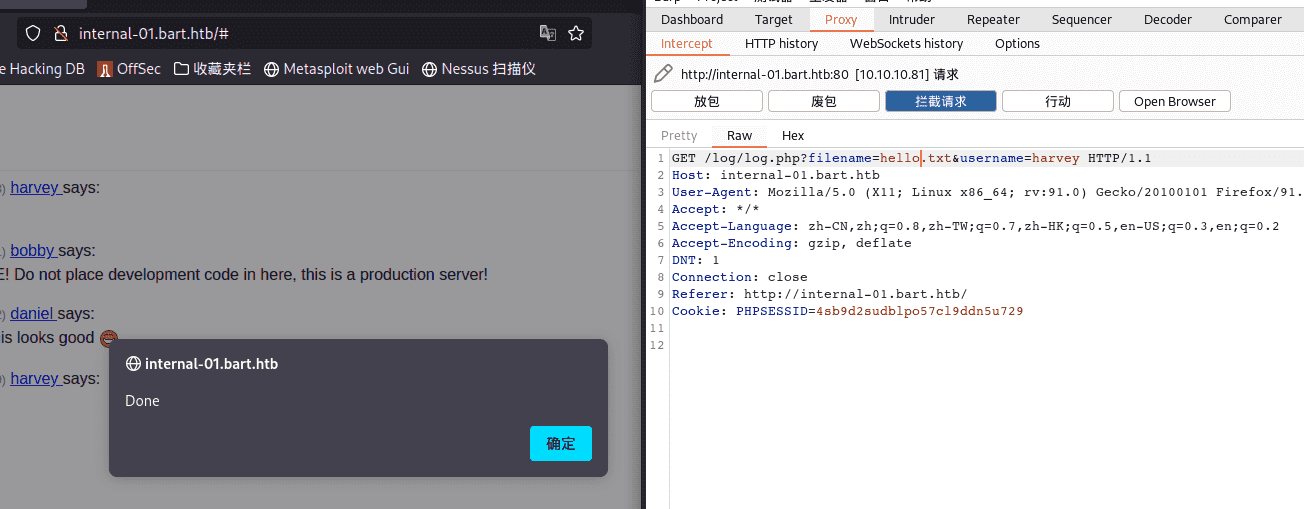 internal-01.bart.htb/#
e Hacking DB OffSec 收藏夹栏 Metasploit web Gui Nessus 扫描仪
harvey says:
bobby says:
E! Do not place development code in here, this is a production server!
daniel says:
is looks good
harvey says:
internal-01.bart.htb
Done
确定
Dashboard Target Proxy Intruder Repeater Sequencer Decoder Comparer
Intercept HTTP history WebSockets history Options
http://internal-01.bart.htb:80 [10.10.10.81] 请求
放包 废包 拦截请求 行动 Open Browser
Pretty Raw Hex
1 GET /log/log.php?filename=hello.txt&username=harvey HTTP/1.1
2 Host: internal-01.bart.htb
3 User-Agent: Mozilla/5.0 (X11; Linux x86_64; rv:91.0) Gecko/20100101 Firefox/91.
4 Accept: */*
5 Accept-Language: zh-CN,zh;q=0.8,zh-TW;q=0.7,zh-HK;q=0.5,en-US;q=0.3,en;q=0.2
6 Accept-Encoding: gzip, deflate
7 DNT: 1
8 Connection: close
9 Referer: http://internal-01.bart.htb/
10 Cookie: PHPSESSID=4sb9d2sudblpo57cl9ddn5u729
11
12